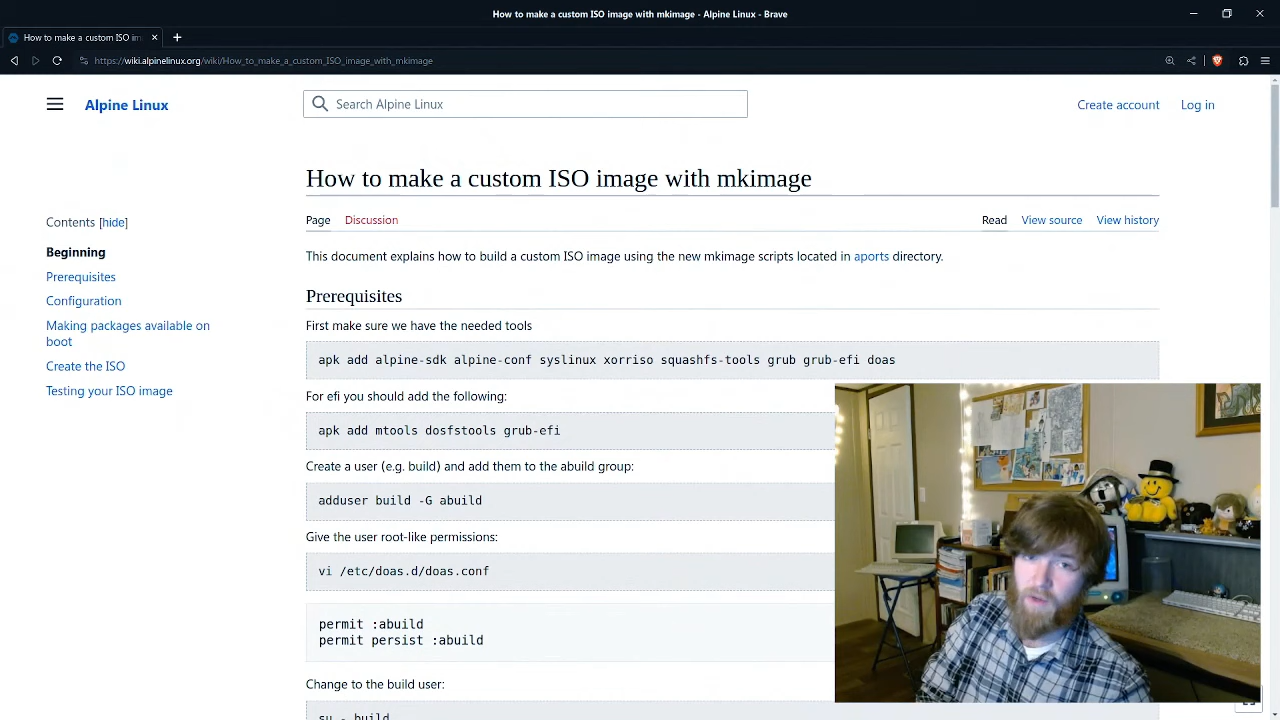 How to make a custom ISO image with mkimage - Alpine Linux - Brave
How to make a custom ISO im
https://wiki.alpinelinux.org/wiki/How_to_make_a_custom_ISO_image_with_mkimage
Alpine Linux
Search Alpine Linux
Create account
Log in
How to make a custom ISO image with mkimage
Page
Discussion
Read
View source
View history
Contents [hide]
Beginning
Prerequisites
Configuration
Making packages available on
boot
Create the ISO
Testing your ISO image
This document explains how to build a custom ISO image using the new mkimage scripts located in aports directory.
Prerequisites
First make sure we have the needed tools
apk add alpine-sdk alpine-conf syslinux xorriso squashfs-tools grub grub-efi doas
For efi you should add the following:
apk add mtools dosfstools grub-efi
Create a user (e.g. build) and add them to the abuild group:
adduser build -G abuild
Give the user root-like permissions:
vi /etc/doas.d/doas.conf
permit :abuild
permit persist :abuild
Change to the build user:
su - build